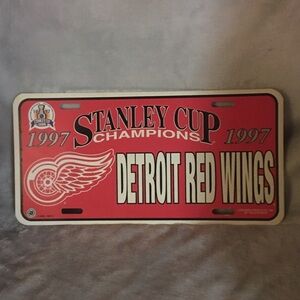 STANLEY CUP
1997 CHAMPIONS 1997
DETROIT RED WINGS